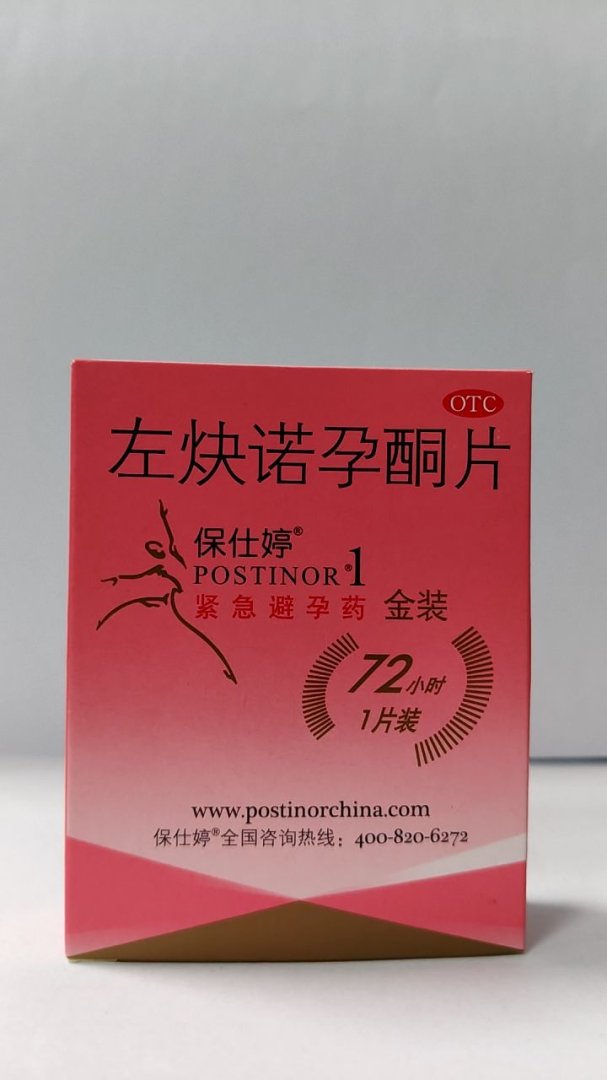 OTC
左炔诺孕酮片
保仕婷®
POSTINOR®1
紧急避孕药 金装
72小时
1片装
www.postinorchina.com
保仕婷®全国咨询热线：400-820-6272